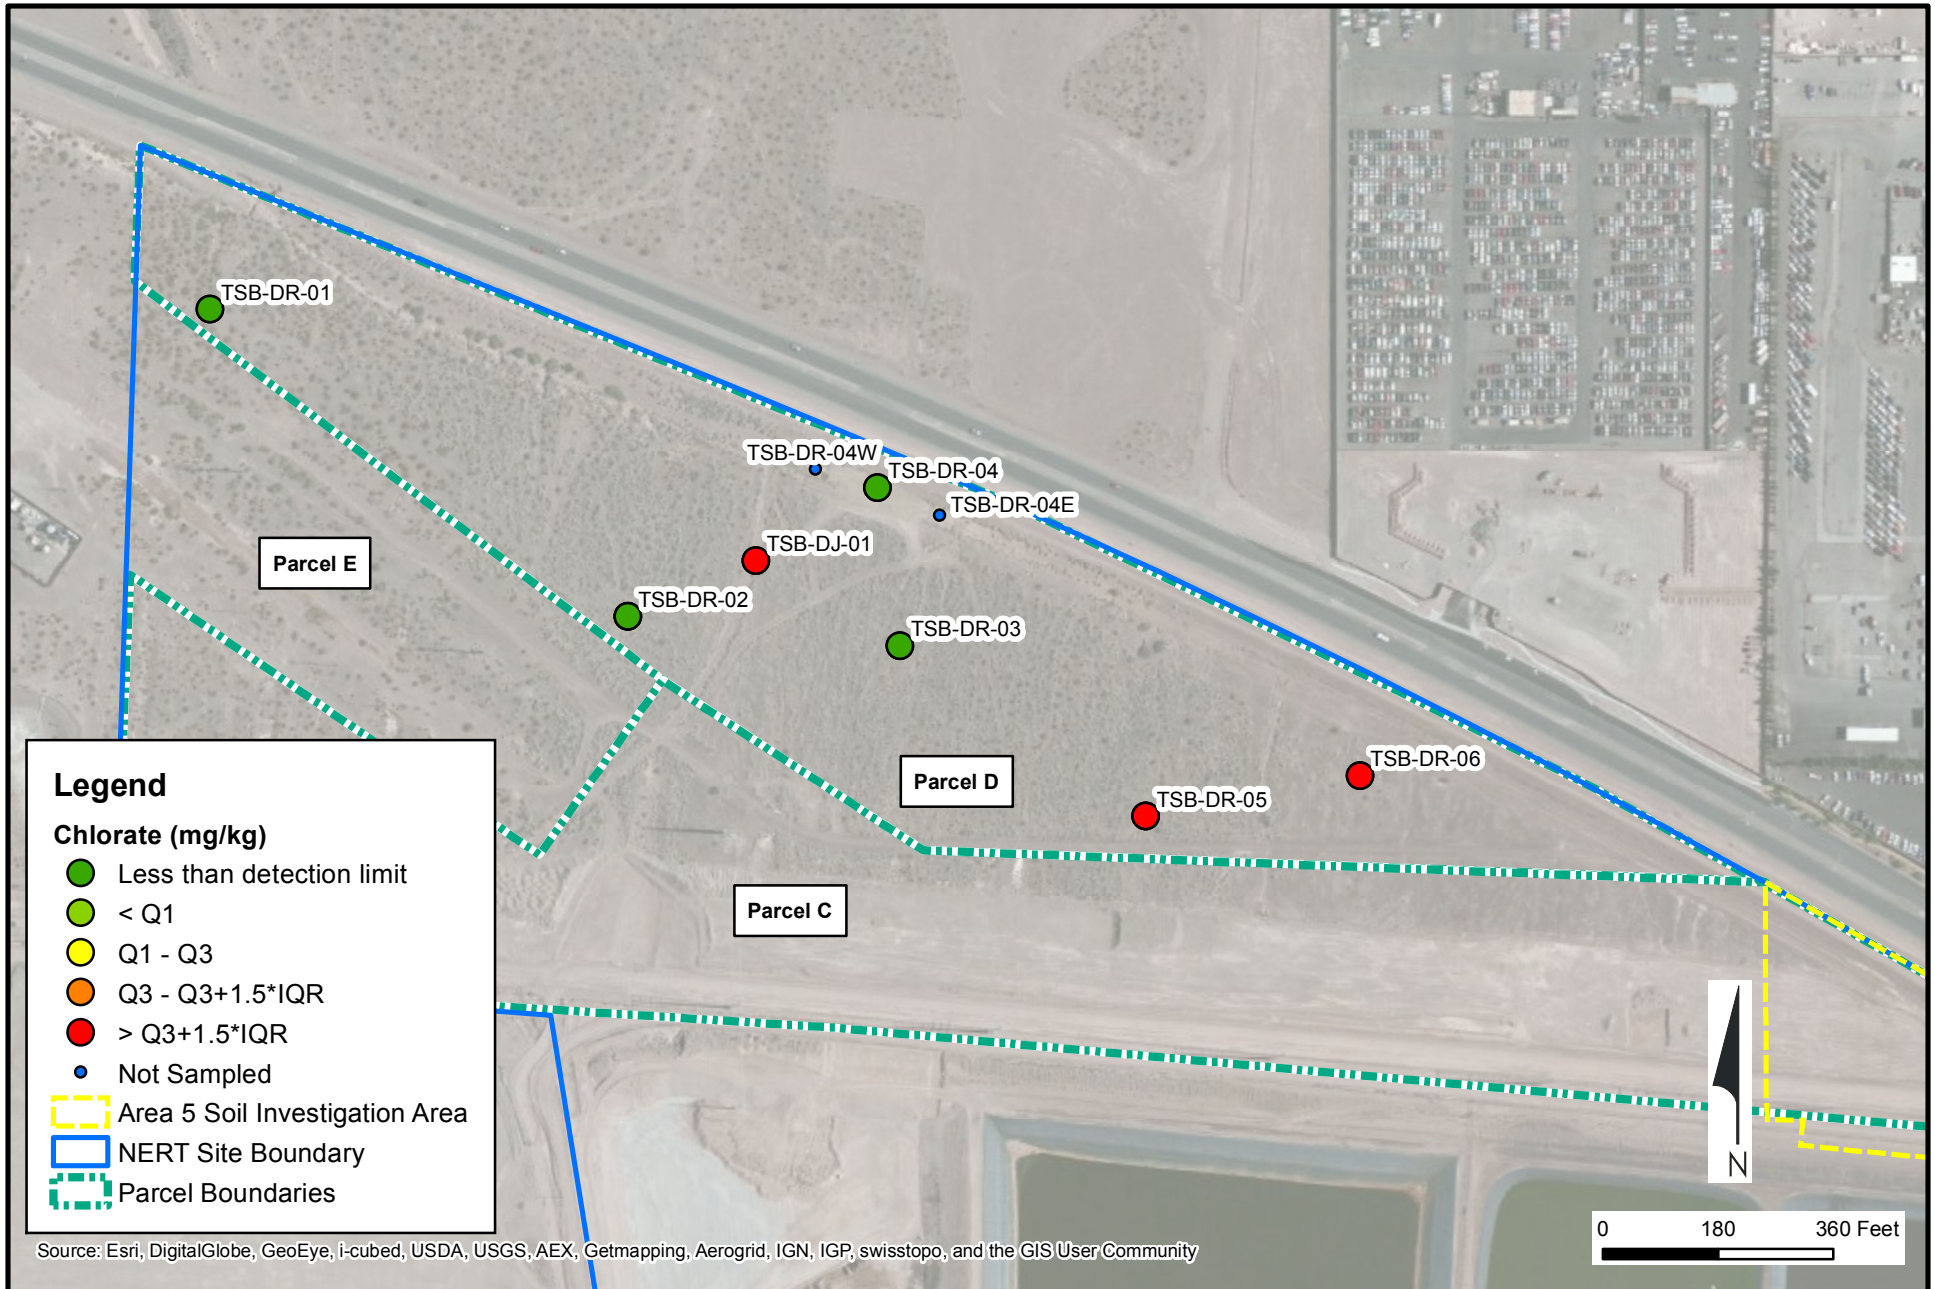 TSB-DR-01
TSB-DR-04W
TSB-DR-04
TSB-DR-04E
TSB-DJ-01
Parcel E
TSB-DR-02
TSB-DR-03
TSB-DR-06
Parcel D
TSB-DR-05
Parcel C
Legend
Chlorate (mg/kg)
Less than detection limit
< Q1
Q1 - Q3
Q3 - Q3+1.5*IQR
> Q3+1.5*IQR
Not Sampled
Area 5 Soil Investigation Area
NERT Site Boundary
Parcel Boundaries
N
0 180 360 Feet
Source: Esri, DigitalGlobe, GeoEye, i-cubed, USDA, USGS, AEX, Getmapping, Aerogrid, IGN, IGP, swisstopo, and the GIS User Community